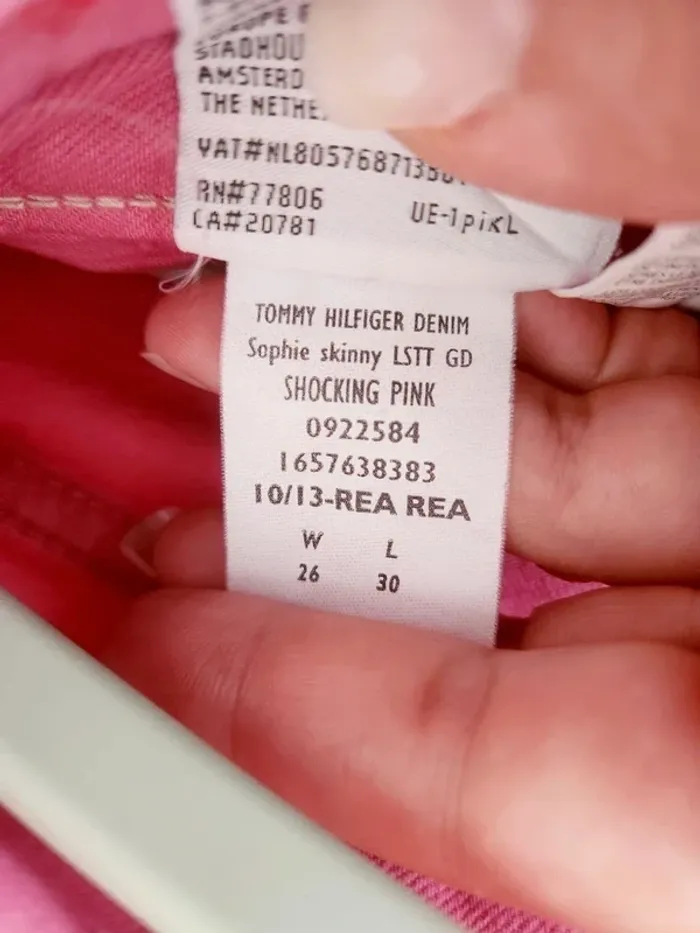 STADHOU
AMSTERD
THE NETHE
VAT#NL805768713B0
RN#77806
CA#20781 UE-1piKL
TOMMY HILFIGER DENIM
Sophie skinny LSTT GD
SHOCKING PINK
0922584
1657638383
10/13-REA REA
W L
26 30